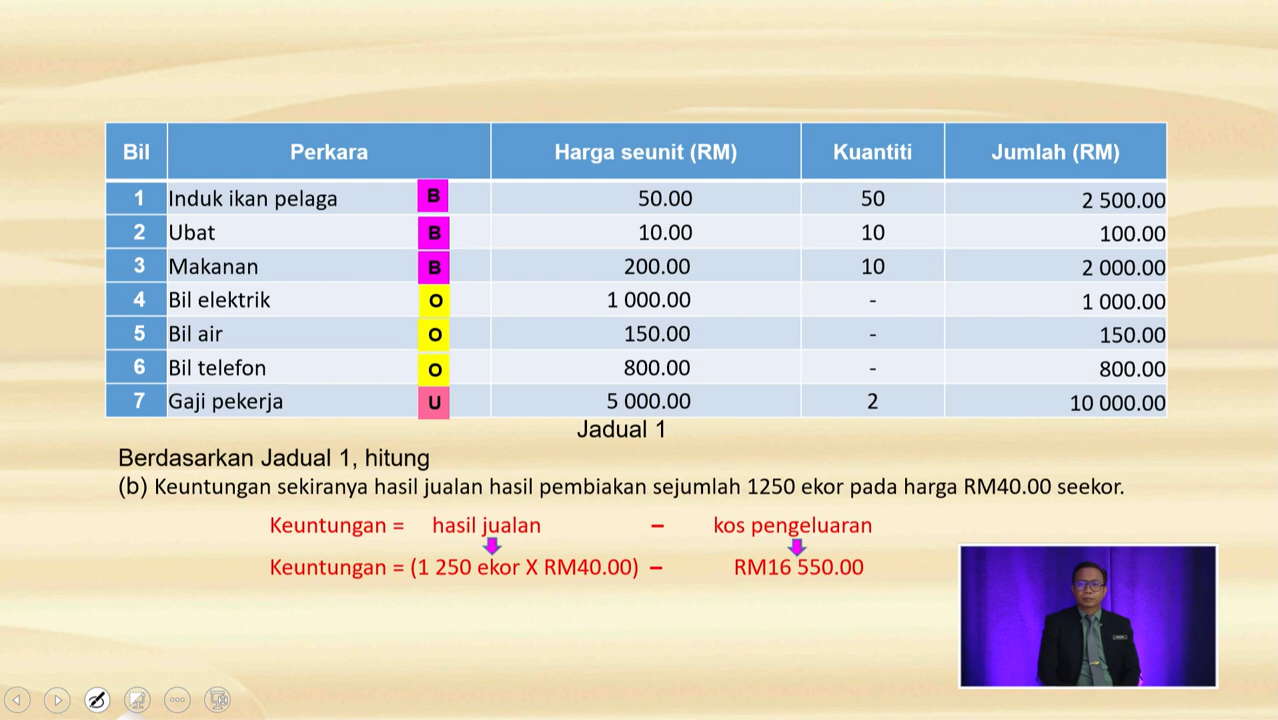 Bil Perkara Harga seunit (RM) Kuantiti Jumlah (RM)
1 Induk ikan pelaga B 50.00 50 2 500.00
2 Ubat B 10.00 10 100.00
3 Makanan B 200.00 10 2 000.00
4 Bil elektrik O 1 000.00 - 1 000.00
5 Bil air O 150.00 - 150.00
6 Bil telefon O 800.00 - 800.00
7 Gaji pekerja U 5 000.00 2 10 000.00
Jadual 1
Berdasarkan Jadual 1, hitung
(b) Keuntungan sekiranya hasil jualan hasil pembiakan sejumlah 1250 ekor pada harga RM40.00 seekor.
Keuntungan = hasil jualan – kos pengeluaran
Keuntungan = (1 250 ekor X RM40.00) – RM16 550.00